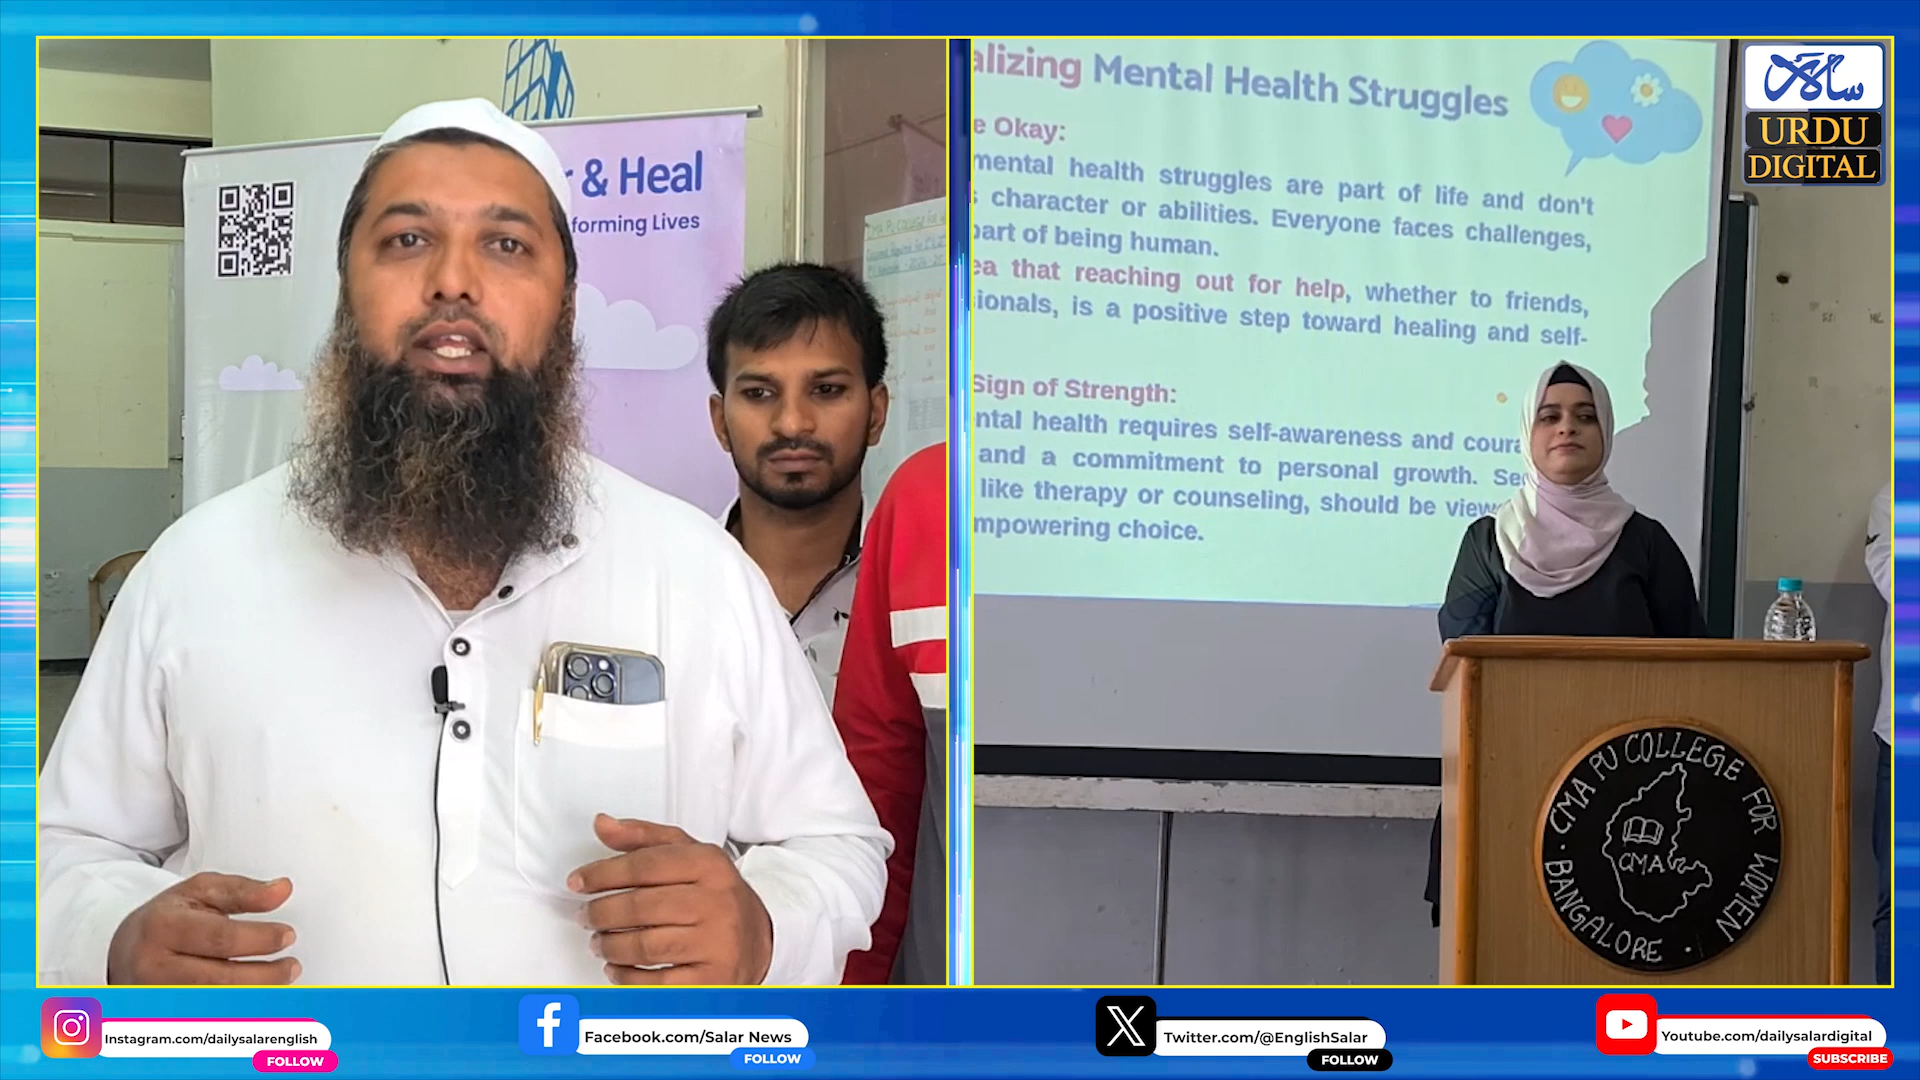 & Heal
forming Lives
alizing Mental Health Struggles
e Okay:
mental health struggles are part of life and don't
character or abilities. Everyone faces challenges,
part of being human.
ea that reaching out for help, whether to friends,
sionals, is a positive step toward healing and self-
Sign of Strength:
ntal health requires self-awareness and coura
and a commitment to personal growth. See
like therapy or counseling, should be view
mpowering choice.
سالار
URDU
DIGITAL
CMA PU COLLEGE FOR WOMEN
· BANGALORE ·
CMA
Instagram.com/dailysalarenglish
FOLLOW
Facebook.com/Salar News
FOLLOW
Twitter.com/@EnglishSalar
FOLLOW
Youtube.com/dailysalardigital
SUBSCRIBE